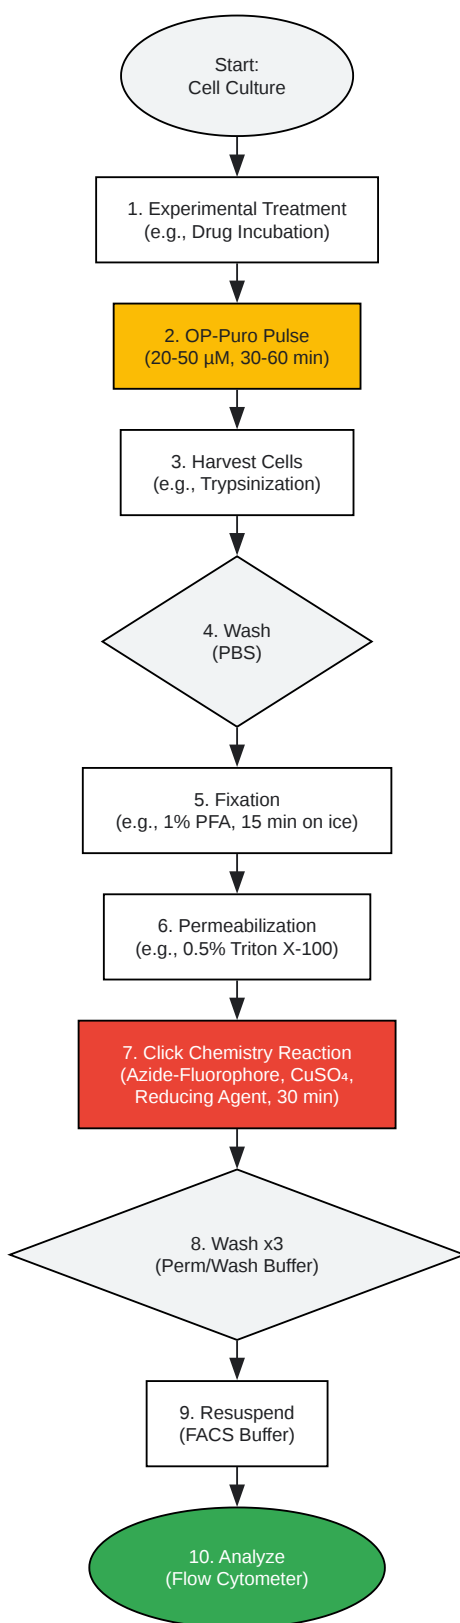 Start:
Cell Culture
1. Experimental Treatment
(e.g., Drug Incubation)
2. OP-Puro Pulse
(20-50 µM, 30-60 min)
3. Harvest Cells
(e.g., Trypsinization)
4. Wash
(PBS)
5. Fixation
(e.g., 1% PFA, 15 min on ice)
6. Permeabilization
(e.g., 0.5% Triton X-100)
7. Click Chemistry Reaction
(Azide-Fluorophore, CuSO₄,
Reducing Agent, 30 min)
8. Wash x3
(Perm/Wash Buffer)
9. Resuspend
(FACS Buffer)
10. Analyze
(Flow Cytometer)